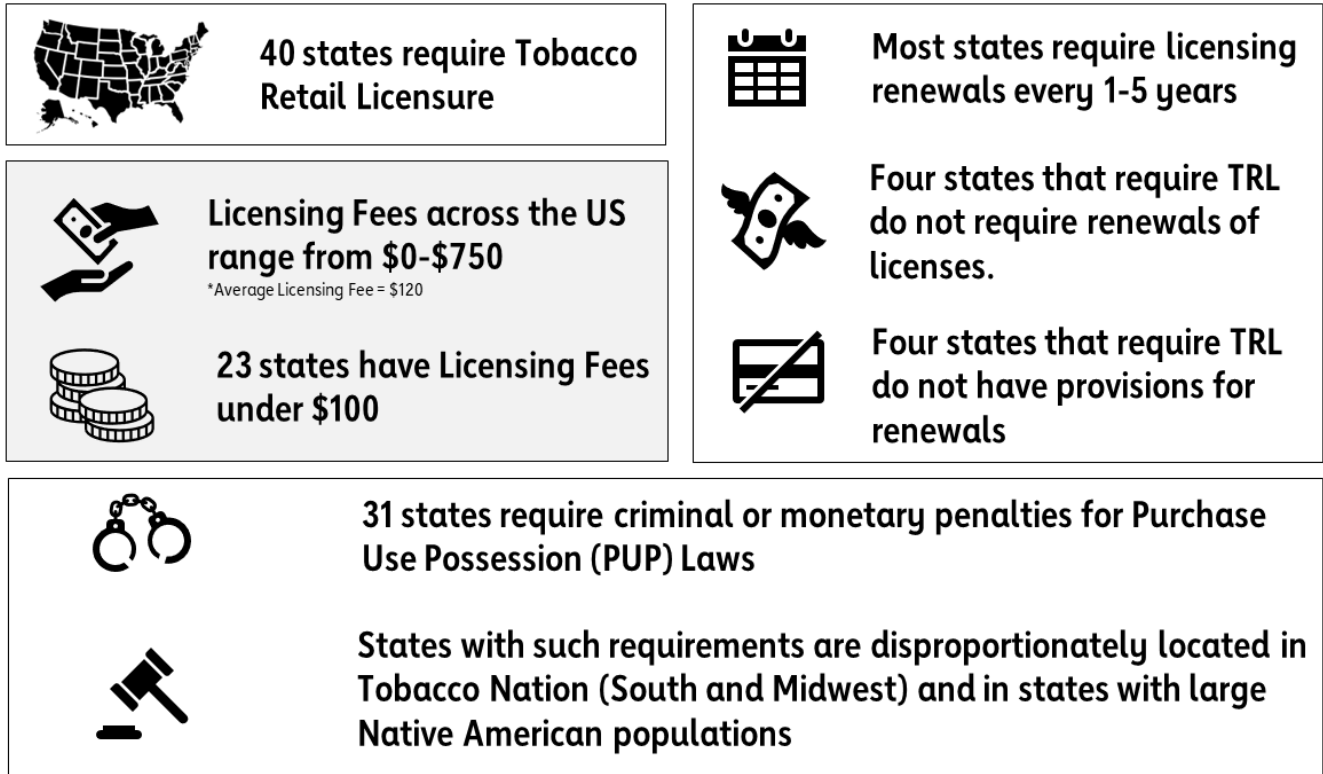 40 states require Tobacco
Retail Licensure
Licensing Fees across the US
range from $0-$750
*Average Licensing Fee = $120
23 states have Licensing Fees
under $100
Most states require licensing
renewals every 1-5 years
Four states that require TRL
do not require renewals of
licenses.
Four states that require TRL
do not have provisions for
renewals
31 states require criminal or monetary penalties for Purchase
Use Possession (PUP) Laws
States with such requirements are disproportionately located in
Tobacco Nation (South and Midwest) and in states with large
Native American populations